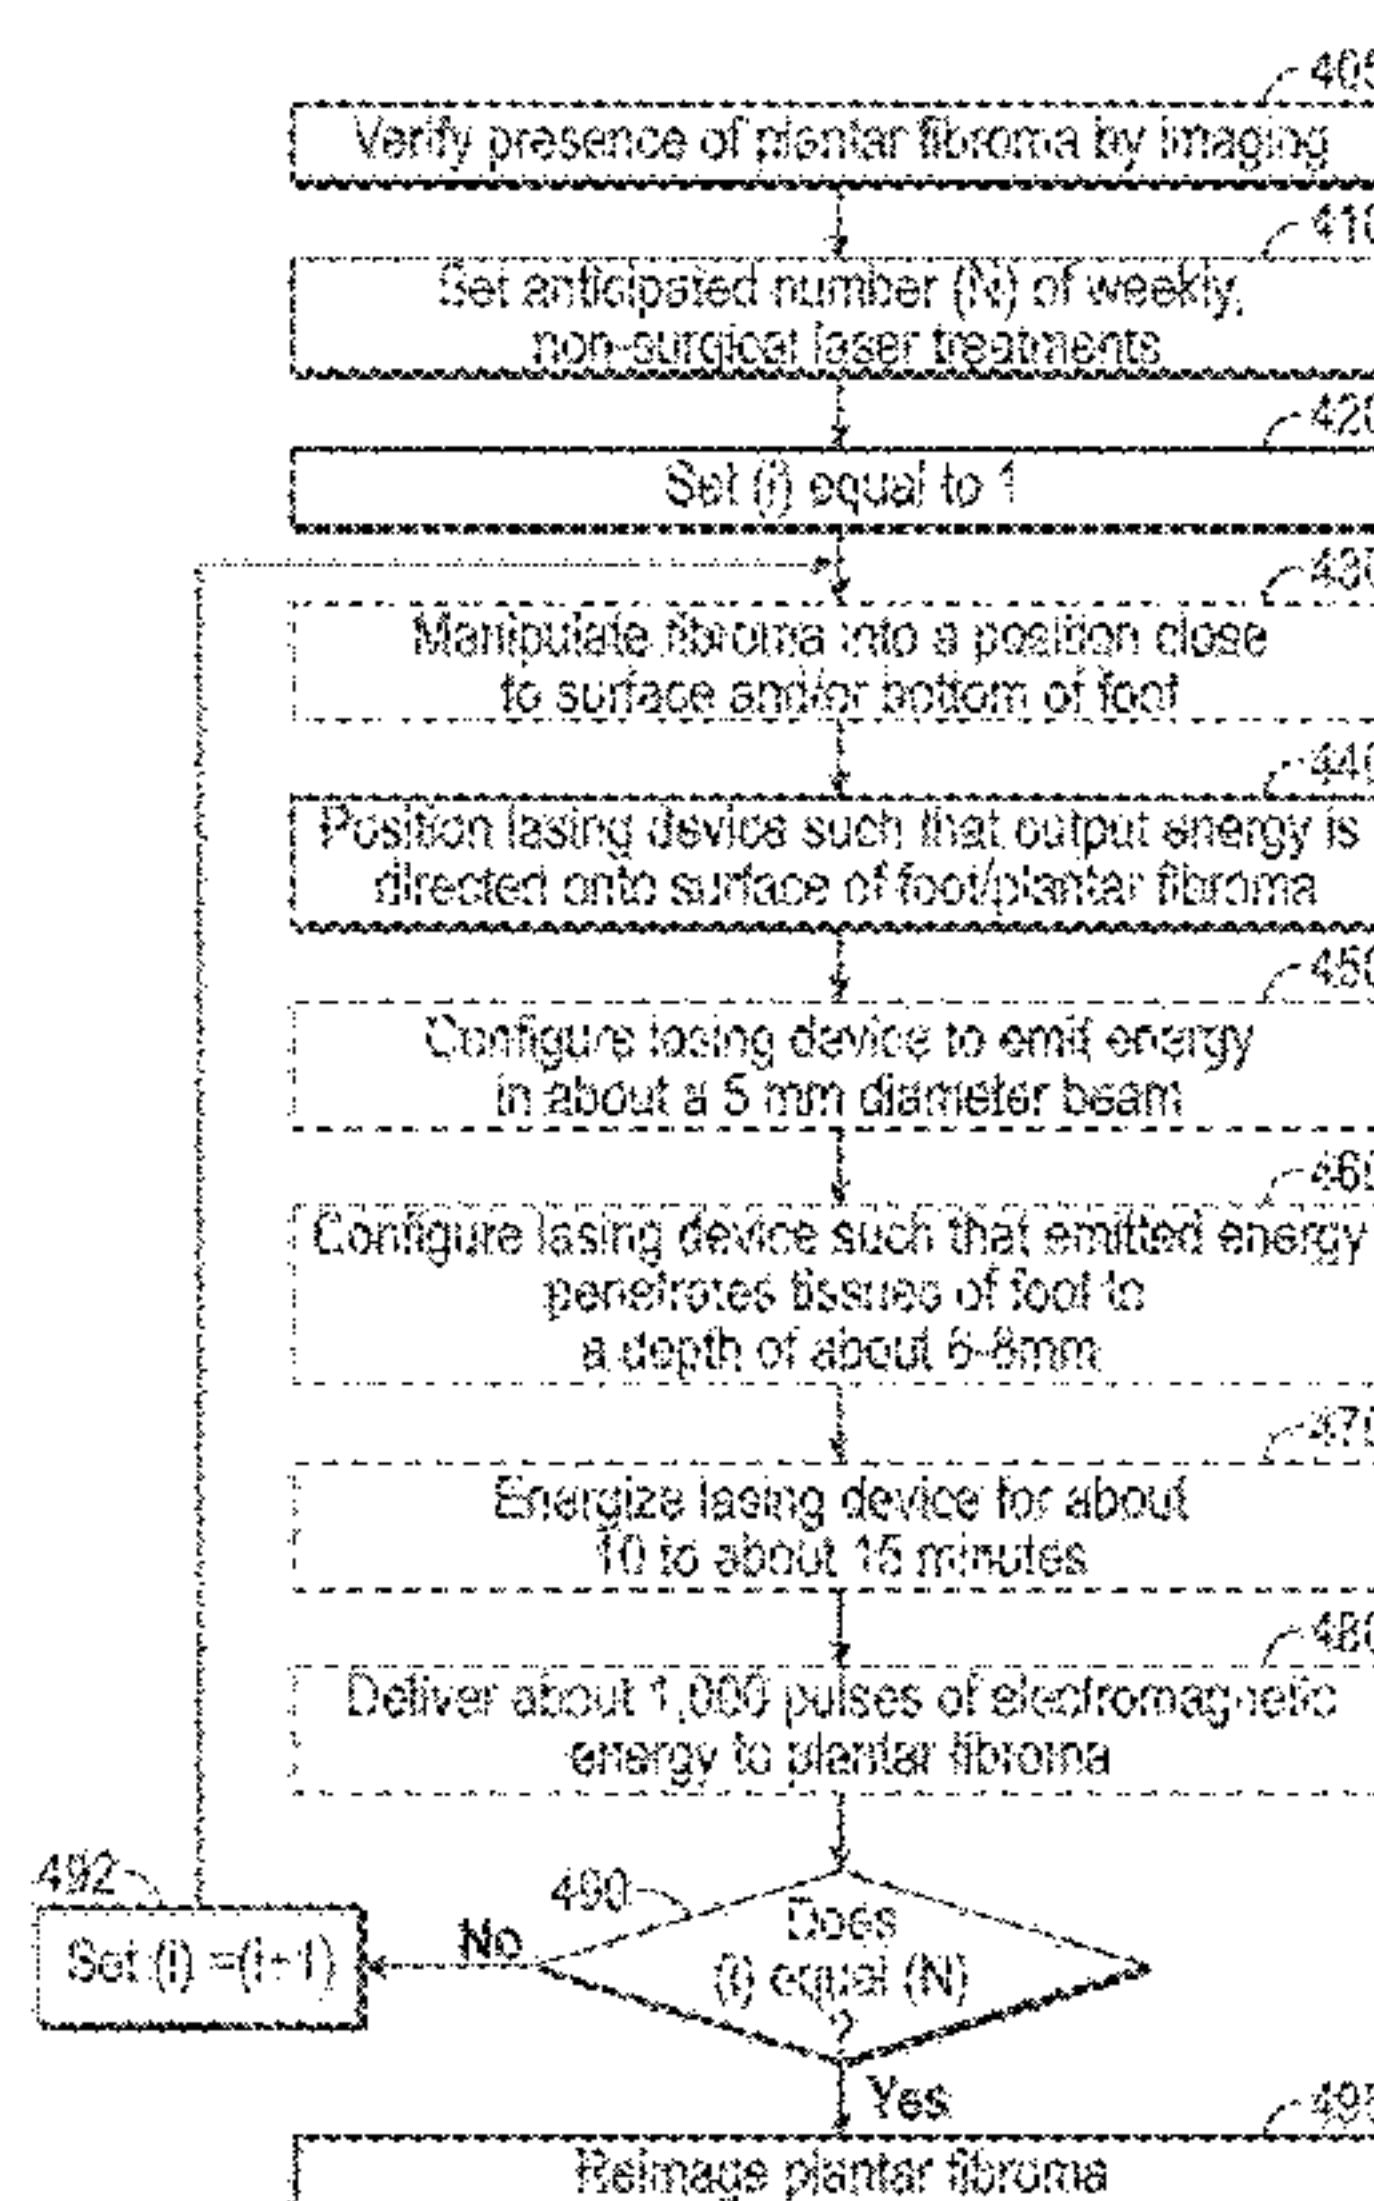 405
Verify presence of plantar fibroma by imaging
410
Set anticipated number (N) of weekly,
non-surgical laser treatments
420
Set (i) equal to 1
430
Manipulate fibroma into a position close
to surface and/or bottom of foot
440
Position lasing device such that output energy is
directed onto surface of foot/plantar fibroma
450
Configure lasing device to emit energy
in about a 5 mm diameter beam
460
Configure lasing device such that emitted energy
penetrates tissues of foot to
a depth of about 6-8mm
470
Energize lasing device for about
10 to about 15 minutes
480
Deliver about 1,000 pulses of electromagnetic
energy to plantar fibroma
492
490
Does
No
Set (i) =(i+1)
(i) equal (N)
?
Yes
495
Reimage plantar fibroma